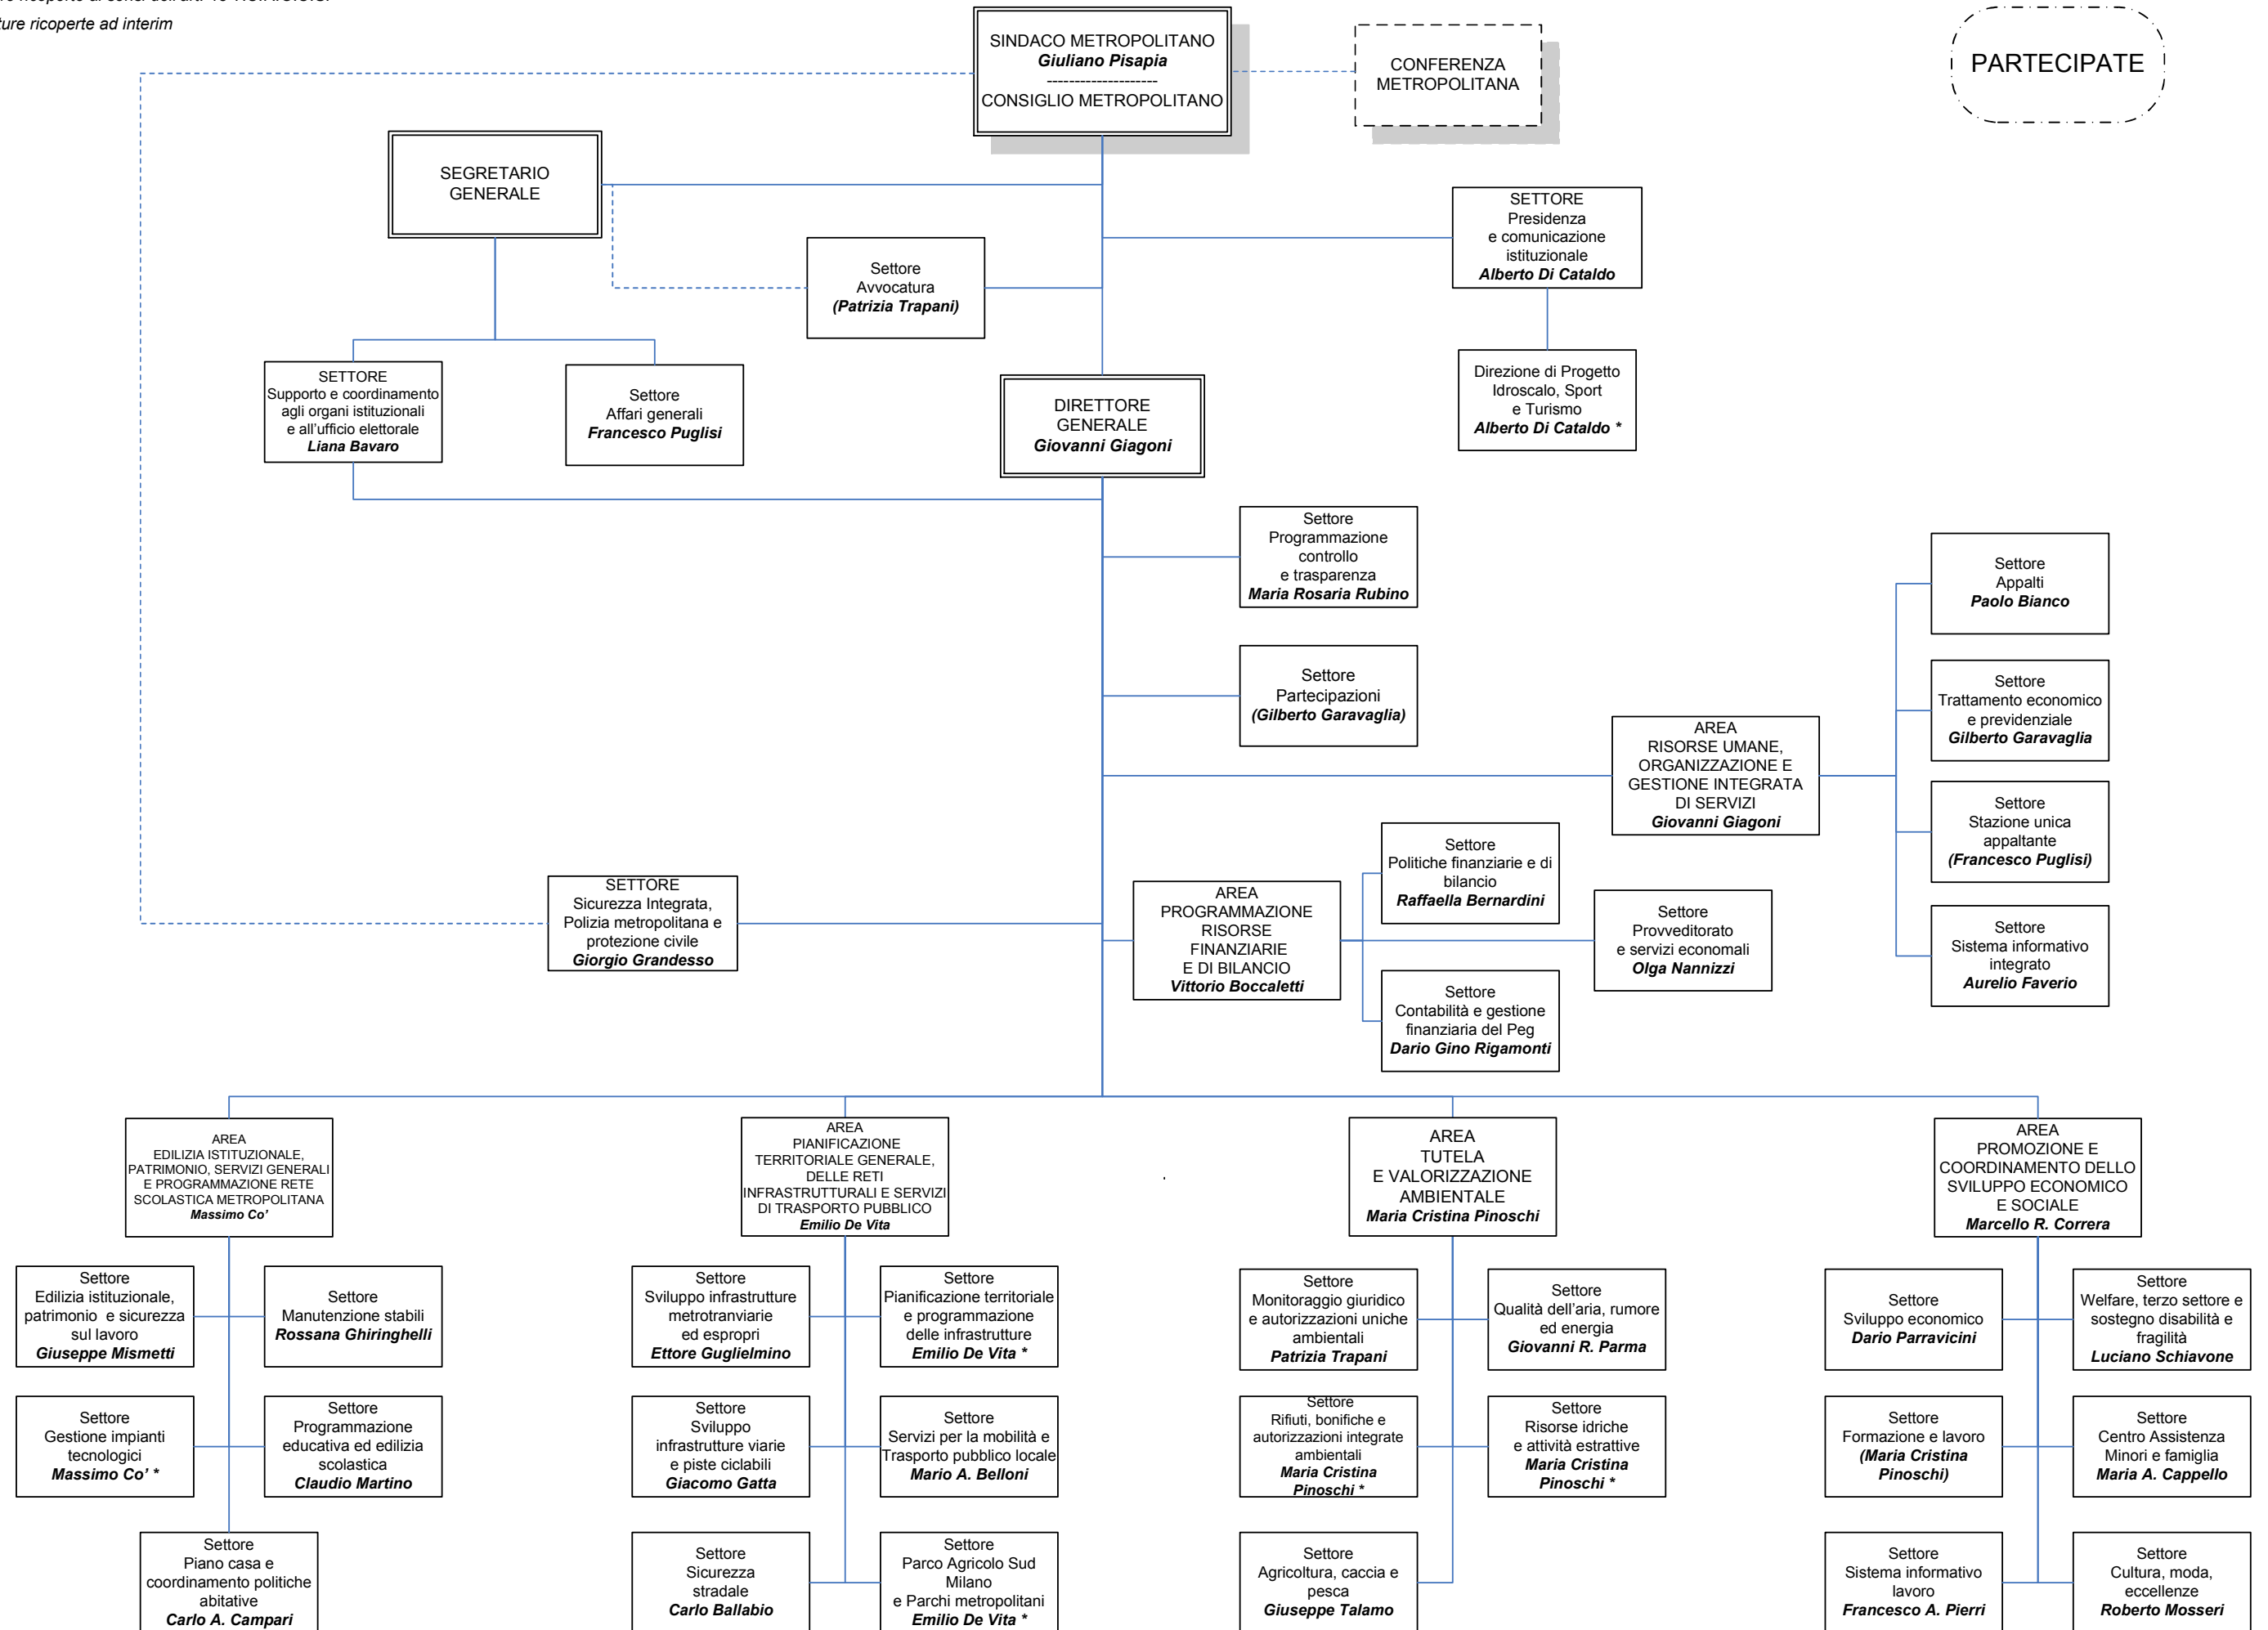 ture ricoperte ad interim
SINDACO METROPOLITANO
Giuliano Pisapia
--------------------
CONSIGLIO METROPOLITANO
CONFERENZA
METROPOLITANA
PARTECIPATE
SEGRETARIO
GENERALE
SETTORE
Presidenza
e comunicazione
istituzionale
Alberto Di Cataldo
Settore
Avvocatura
(Patrizia Trapani)
SETTORE
Supporto e coordinamento
agli organi istituzionali
e all'ufficio elettorale
Liana Bavaro
Settore
Affari generali
Francesco Puglisi
DIRETTORE
GENERALE
Giovanni Giagoni
Direzione di Progetto
Idroscalo, Sport
e Turismo
Alberto Di Cataldo *
Settore
Programmazione
controllo
e trasparenza
Maria Rosaria Rubino
Settore
Partecipazioni
(Gilberto Garavaglia)
AREA
RISORSE UMANE,
ORGANIZZAZIONE E
GESTIONE INTEGRATA
DI SERVIZI
Giovanni Giagoni
Settore
Appalti
Paolo Bianco
Settore
Trattamento economico
e previdenziale
Gilberto Garavaglia
Settore
Stazione unica
appaltante
(Francesco Puglisi)
Settore
Sistema informativo
integrato
Aurelio Faverio
SETTORE
Sicurezza Integrata,
Polizia metropolitana e
protezione civile
Giorgio Grandesso
AREA
PROGRAMMAZIONE
RISORSE
FINANZIARIE
E DI BILANCIO
Vittorio Boccaletti
Settore
Politiche finanziarie e di
bilancio
Raffaella Bernardini
Settore
Provveditorato
e servizi economali
Olga Nannizzi
Settore
Contabilità e gestione
finanziaria del Peg
Dario Gino Rigamonti
AREA
EDILIZIA ISTITUZIONALE,
PATRIMONIO, SERVIZI GENERALI
E PROGRAMMAZIONE RETE
SCOLASTICA METROPOLITANA
Massimo Co'
Settore
Edilizia istituzionale,
patrimonio e sicurezza
sul lavoro
Giuseppe Mismetti
Settore
Manutenzione stabili
Rossana Ghiringhelli
Settore
Gestione impianti
tecnologici
Massimo Co' *
Settore
Programmazione
educativa ed edilizia
scolastica
Claudio Martino
Settore
Piano casa e
coordinamento politiche
abitative
Carlo A. Campari
AREA
PIANIFICAZIONE
TERRITORIALE GENERALE,
DELLE RETI
INFRASTRUTTURALI E SERVIZI
DI TRASPORTO PUBBLICO
Emilio De Vita
Settore
Sviluppo infrastrutture
metrotranviarie
ed espropri
Ettore Guglielmino
Settore
Pianificazione territoriale
e programmazione
delle infrastrutture
Emilio De Vita *
Settore
Sviluppo
infrastrutture viarie
e piste ciclabili
Giacomo Gatta
Settore
Servizi per la mobilità e
Trasporto pubblico locale
Mario A. Belloni
Settore
Sicurezza
stradale
Carlo Ballabio
Settore
Parco Agricolo Sud
Milano
e Parchi metropolitani
Emilio De Vita *
AREA
TUTELA
E VALORIZZAZIONE
AMBIENTALE
Maria Cristina Pinoschi
Settore
Monitoraggio giuridico
e autorizzazioni uniche
ambientali
Patrizia Trapani
Settore
Qualità dell'aria, rumore
ed energia
Giovanni R. Parma
Settore
Rifiuti, bonifiche e
autorizzazioni integrate
ambientali
Maria Cristina
Pinoschi *
Settore
Risorse idriche
e attività estrattive
Maria Cristina
Pinoschi *
Settore
Agricoltura, caccia e
pesca
Giuseppe Talamo
AREA
PROMOZIONE E
COORDINAMENTO DELLO
SVILUPPO ECONOMICO
E SOCIALE
Marcello R. Correra
Settore
Sviluppo economico
Dario Parravicini
Settore
Welfare, terzo settore e
sostegno disabilità e
fragilità
Luciano Schiavone
Settore
Formazione e lavoro
(Maria Cristina
Pinoschi)
Settore
Centro Assistenza
Minori e famiglia
Maria A. Cappello
Settore
Sistema informativo
lavoro
Francesco A. Pierri
Settore
Cultura, moda,
eccellenze
Roberto Mosseri